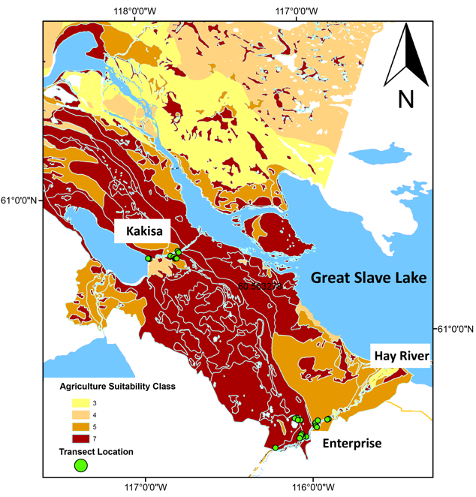 118°0'0"W
117°0'0"W
N
61°0'0"N
Kakisa
Great Slave Lake
61°0'0"N
Hay River
Agriculture Suitability Class
3
4
5
7
Transect Location
Enterprise
117°0'0"W
116°0'0"W